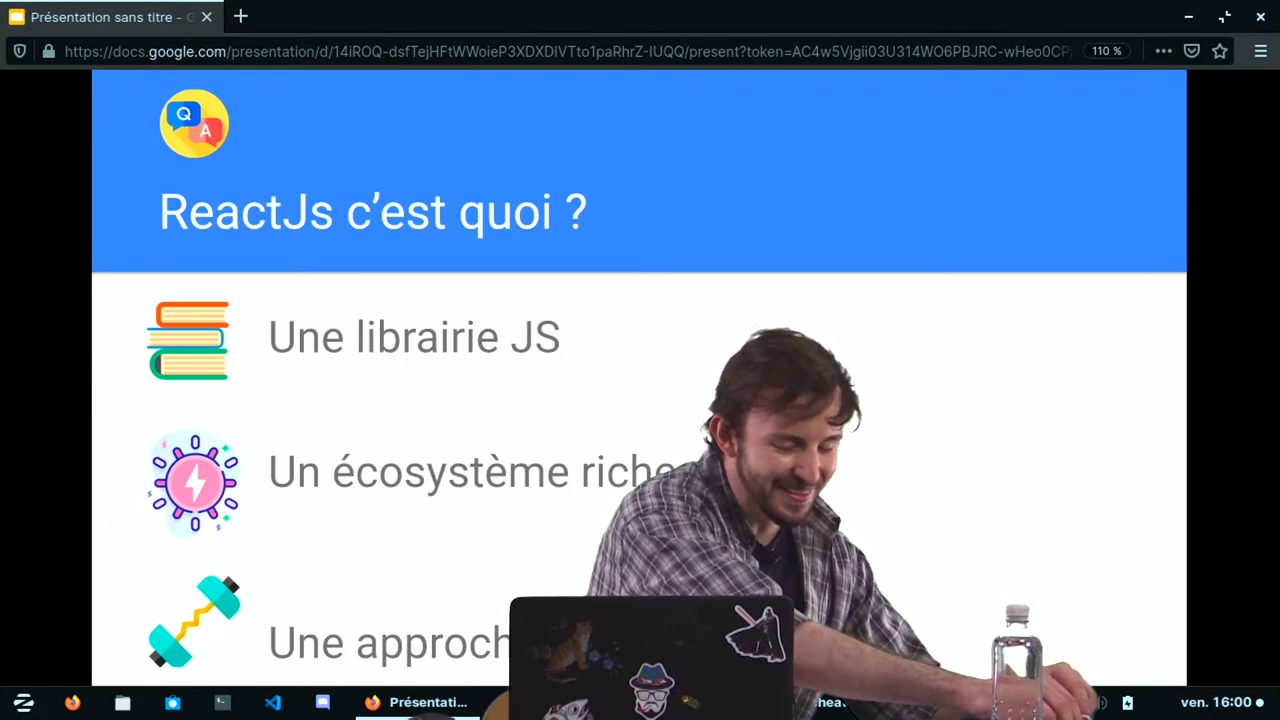 Présentation sans titre - G
https://docs.google.com/presentation/d/14iROQ-dsfTejHFtWWoieP3XDXDIVTto1paRhrZ-IUQQ/present?token=AC4w5Vjgii03U314WO6PBJRC-wHeo0CP
110 %
Q
A
ReactJs c’est quoi ?
Une librairie JS
Un écosystème riche
Une approch
Présentati...
ven. 16:00